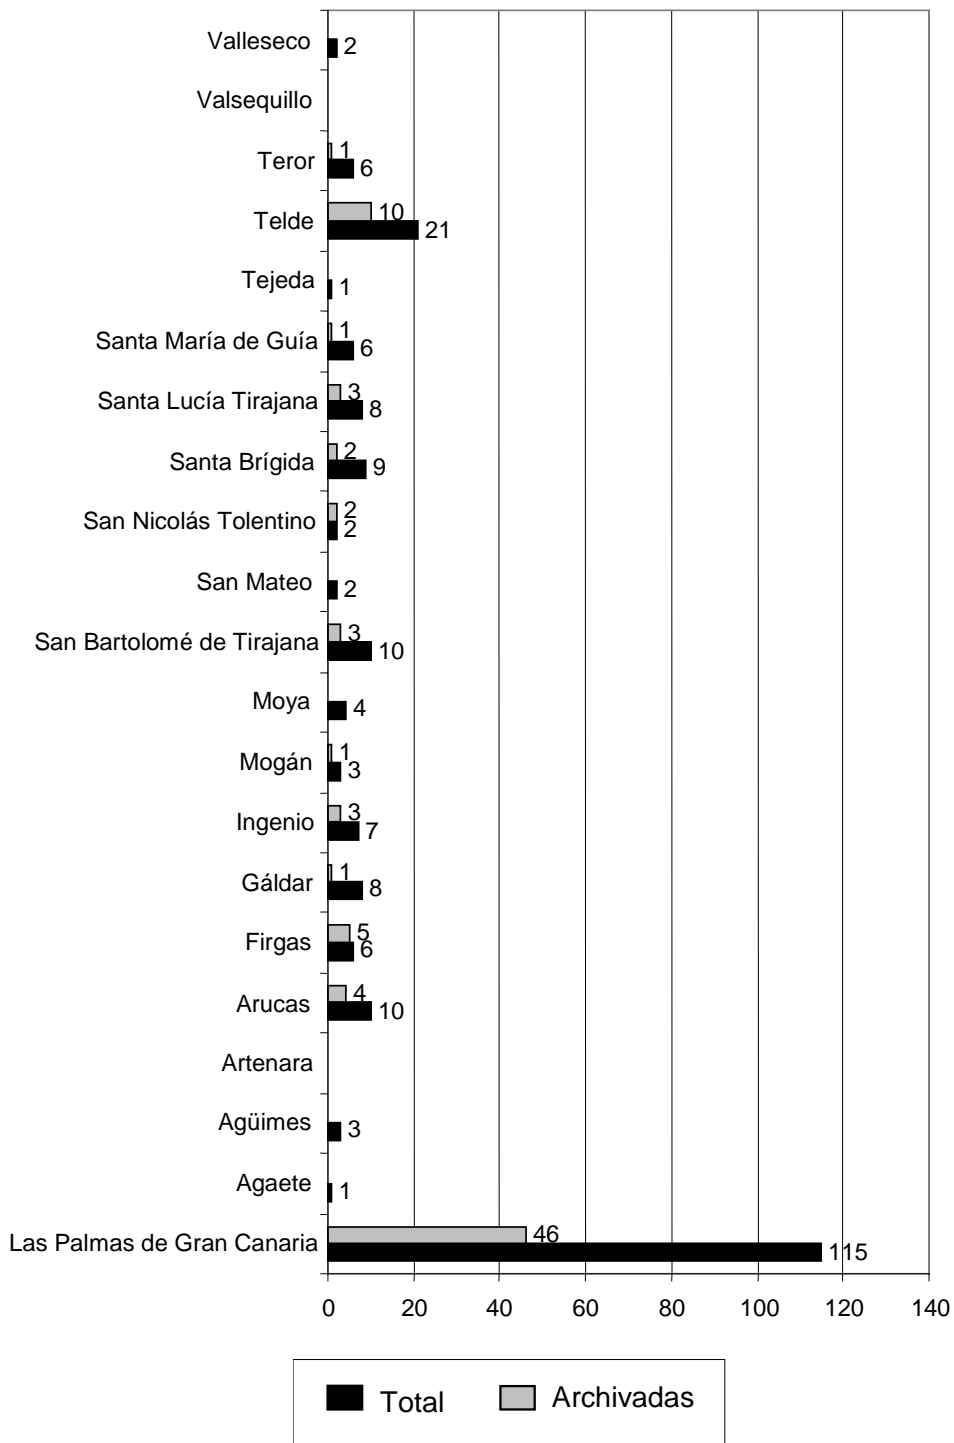 Valleseco 2
Valsequillo
Teror 1 6
Telde 10 21
Tejeda 1
Santa María de Guía 1 6
Santa Lucía Tirajana 3 8
Santa Brígida 2 9
San Nicolás Tolentino 2 2
San Mateo 2
San Bartolomé de Tirajana 3 10
Moya 4
Mogán 1 3
Ingenio 3 7
Gáldar 1 8
Firgas 5 6
Arucas 4 10
Artenara
Agüimes 3
Agaete 1
Las Palmas de Gran Canaria 46 115
0 20 40 60 80 100 120 140
Total Archivadas